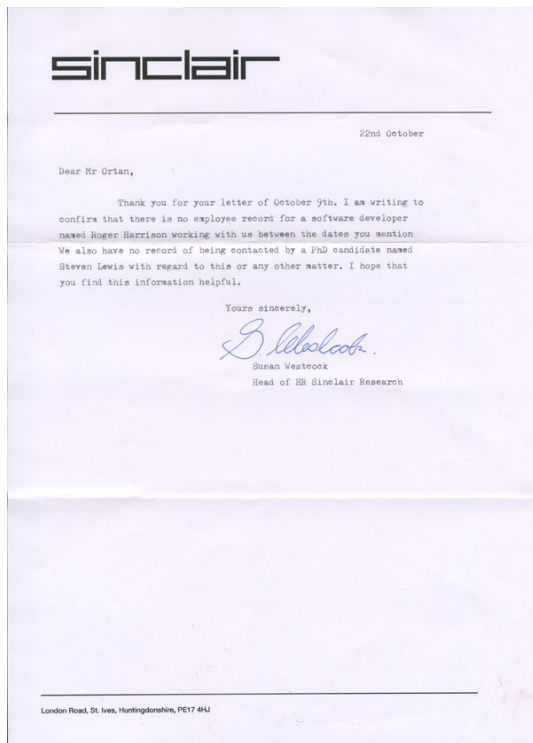 sinclair
22nd October
Dear Mr Ortan,
Thank you for your letter of October 9th. I am writing to
confirm that there is no employee record for a software developer
named Roger Harrison working with us between the dates you mention
We also have no record of being contacted by a PhD candidate named
Steven Lewis with regard to this or any other matter. I hope that
you find this information helpful.
Yours sincerely,
S. Westcock.
Susan Westcock
Head of HR Sinclair Research
London Road, St. Ives, Huntingdonshire, PE17 4HJ